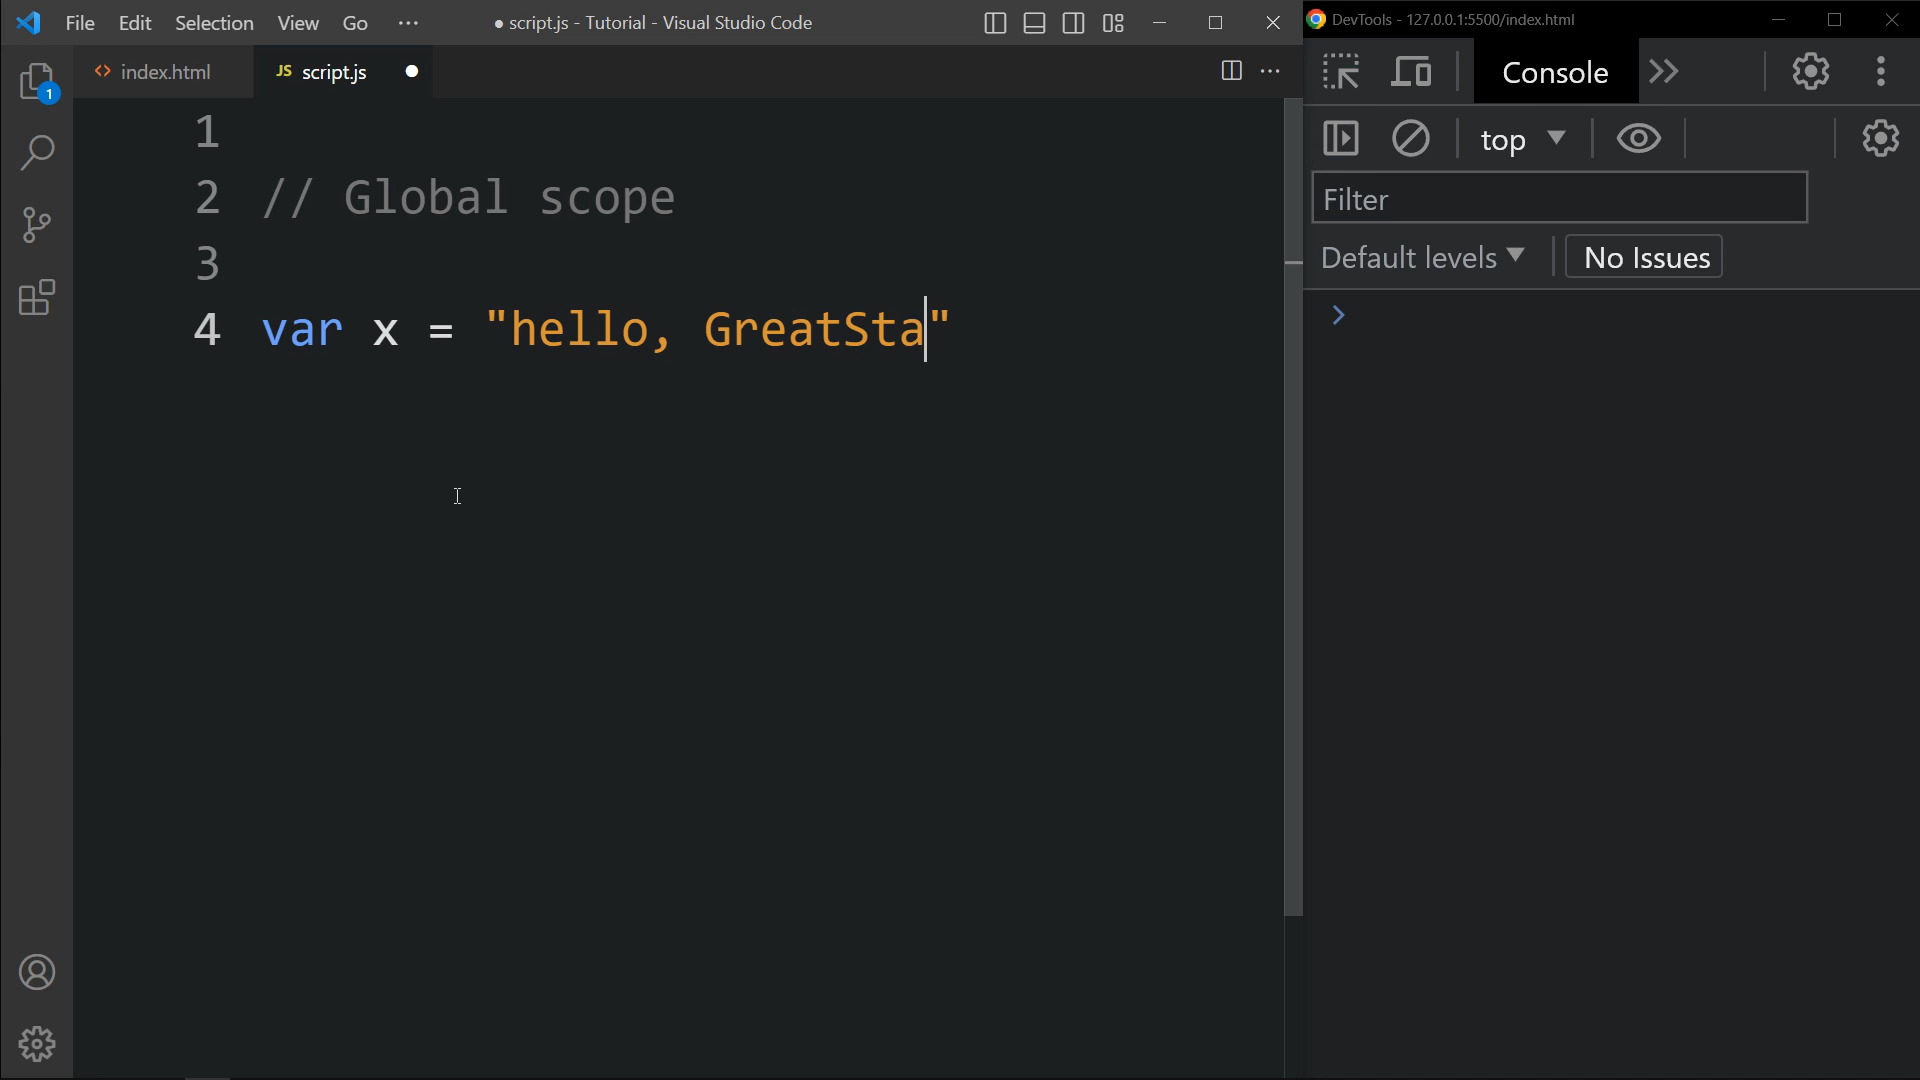 File Edit Selection View Go ··· ● script.js - Tutorial - Visual Studio Code
DevTools - 127.0.0.1:5500/index.html
<> index.html
JS script.js ●
Console
1
top
Filter
Default levels
No Issues
1
2 // Global scope
3
4 var x = "hello, GreatSta"